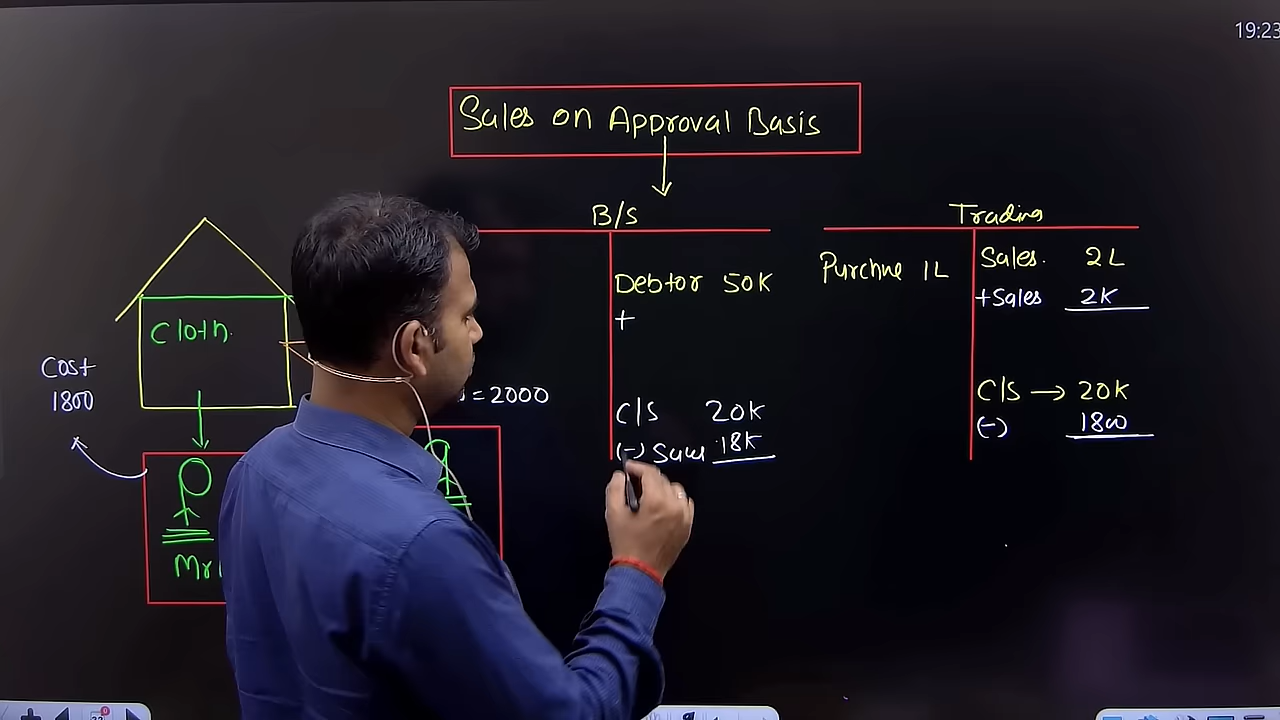 19:23
Sales on Approval Basis
B/S
Debtor 50K
+
C/S 20K
(-) 18K
Trading
Purchne 1L
Sales. 2L
+Sales 2K
C/S → 20K
(-) 1800
Cloth.
Cost
1800
= 2000